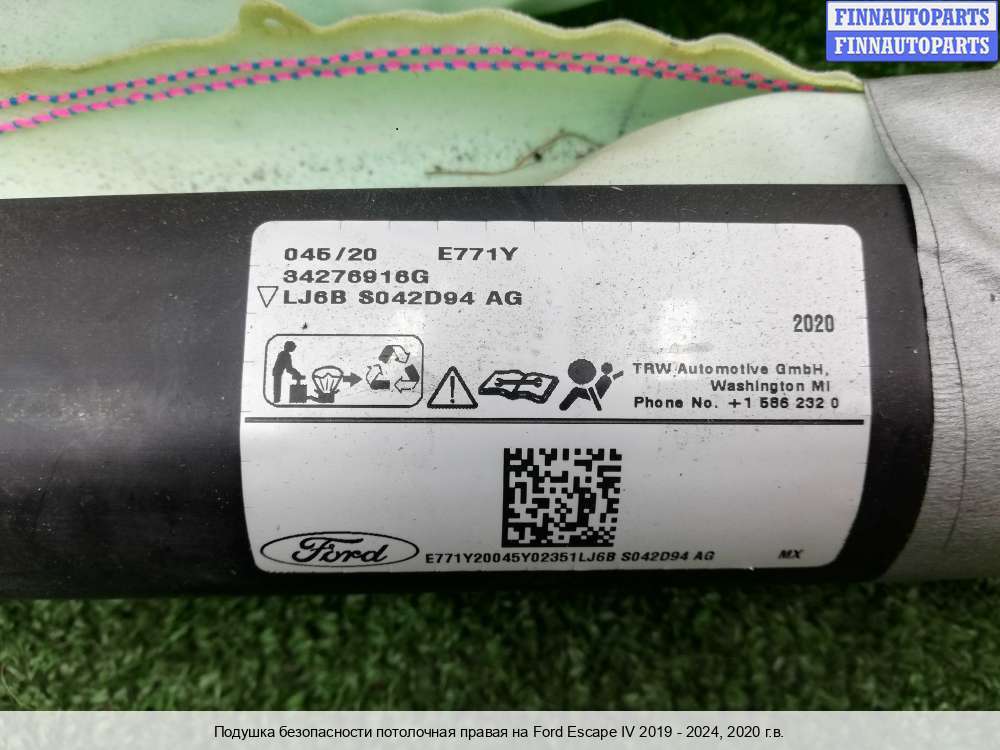 FINNAUTOPARTS
FINNAUTOPARTS
045/20 E771Y
34276916G
LJ6B S042D94 AG
2020
TRW Automotive GmbH,
Washington MI
Phone No. +1 586 232 0
Ford
E771Y20045Y02351LJ6B S042D94 AG
MX
Подушка безопасности потолочная правая на Ford Escape IV 2019 - 2024, 2020 г.в.